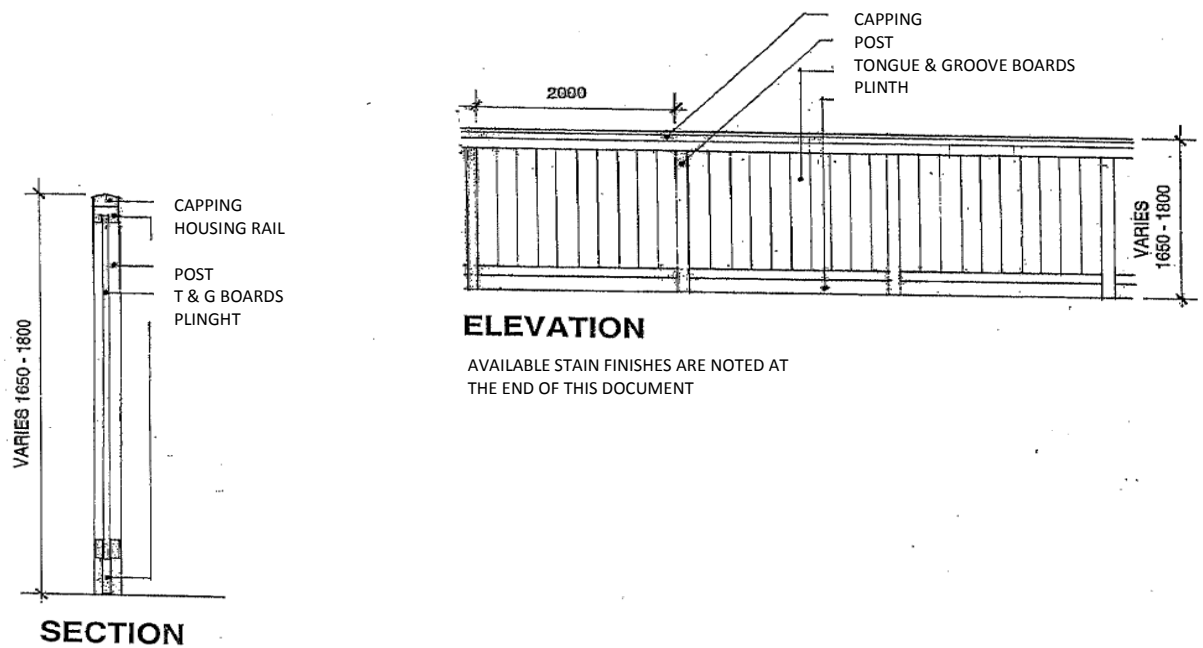 CAPPING
POST
TONGUE & GROOVE BOARDS
PLINTH
2000
VARIES
1650 - 1800
ELEVATION
AVAILABLE STAIN FINISHES ARE NOTED AT
THE END OF THIS DOCUMENT
CAPPING
HOUSING RAIL
POST
T & G BOARDS
PLINGHT
VARIES 1650 - 1800
SECTION